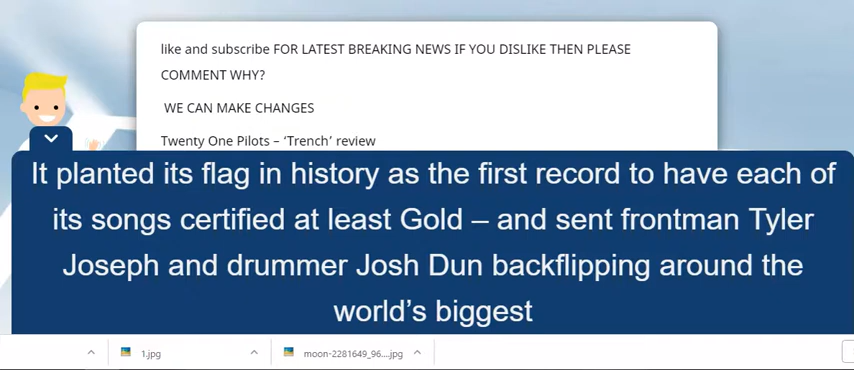 like and subscribe FOR LATEST BREAKING NEWS IF YOU DISLIKE THEN PLEASE
COMMENT WHY?
WE CAN MAKE CHANGES
Twenty One Pilots – ‘Trench’ review
It planted its flag in history as the first record to have each of
its songs certified at least Gold – and sent frontman Tyler
Joseph and drummer Josh Dun backflipping around the
world’s biggest
1.jpg
moon-2281649_96....jpg